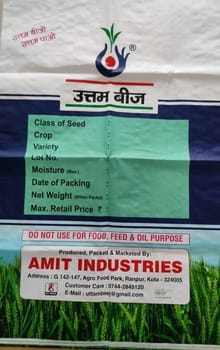 उत्तम बीजो
उत्तम पाओ
®
उत्तम बीज
Class of Seed :
Crop :
Variety :
Lot No. :
Moisture (Max.) :
Date of Packing :
Net Weight (When Packed) :
Max. Retail Price ₹ :
DO NOT USE FOR FOOD, FEED & OIL PURPOSE
Produced, Packed & Marketed By:
AMIT INDUSTRIES
Address : G 142-147, Agro Food Park, Ranpur, Kota - 324005
Customer Care : 0744-2845120
E-Mail : uttambeej@gmail.com